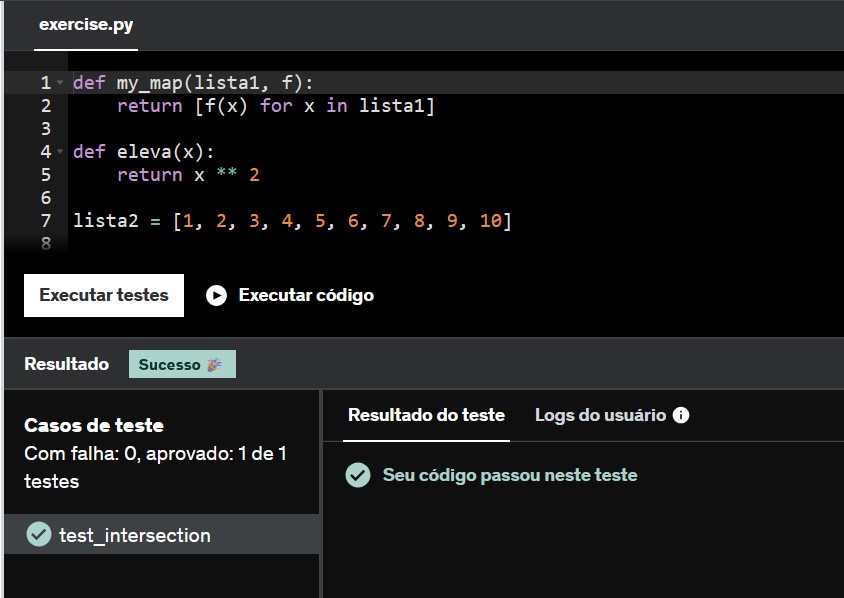 exercise.py
1 def my_map(lista1, f):
2     return [f(x) for x in lista1]
3
4 def eleva(x):
5     return x ** 2
6
7 lista2 = [1, 2, 3, 4, 5, 6, 7, 8, 9, 10]
8
Executar testes Executar código
Resultado Sucesso 🎉
Casos de teste
Com falha: 0, aprovado: 1 de 1
testes
test_intersection
Resultado do teste Logs do usuário
Seu código passou neste teste